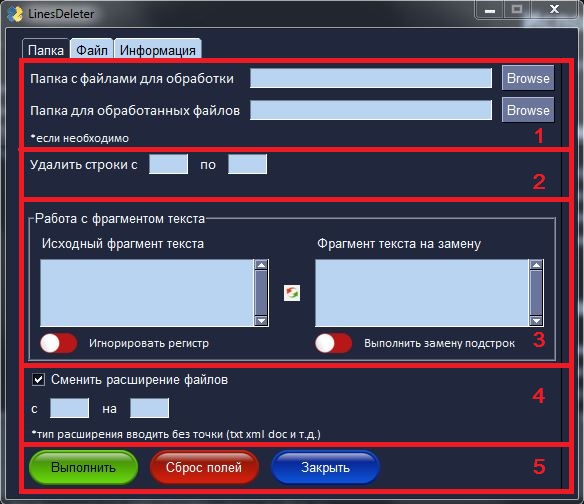 LinesDeleter
Папка Файл Информация
Папка с файлами для обработки Browse
Папка для обработанных файлов Browse
*если необходимо 1
Удалить строки с по
2
Работа с фрагментом текста
Исходный фрагмент текста Фрагмент текста на замену
Игнорировать регистр Выполнить замену подстрок 3
Сменить расширение файлов 4
с на
*тип расширения вводить без точки (txt xml doc и т.д.)
Выполнить Сброс полей Закрыть 5